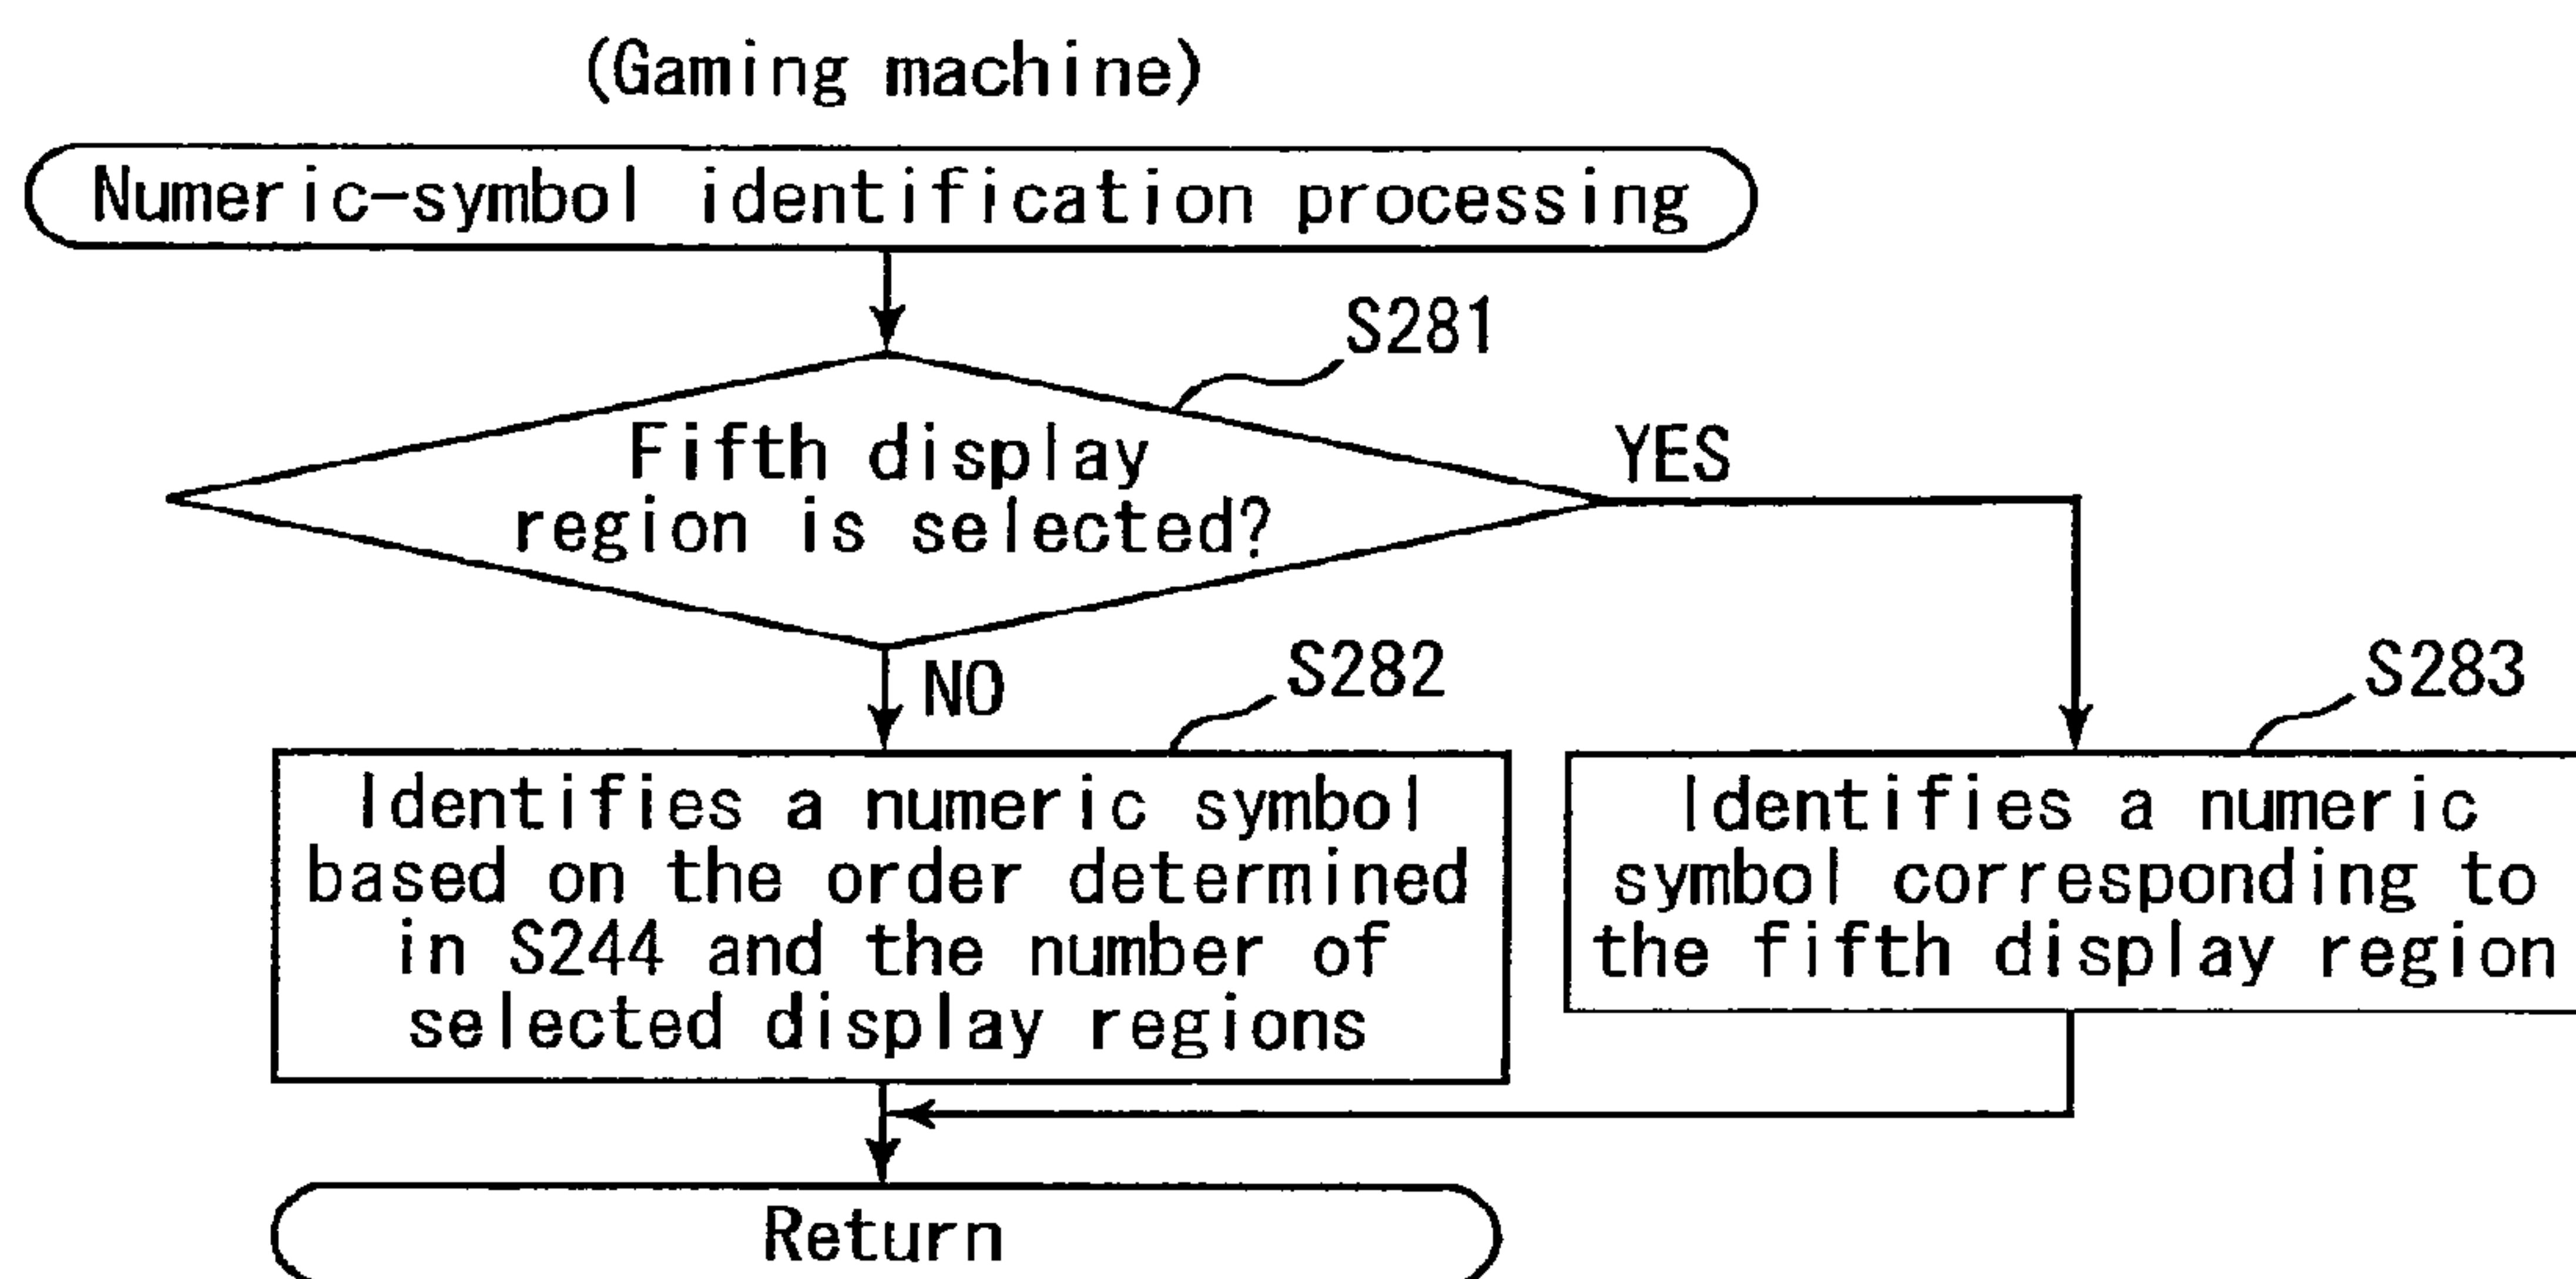 (Gaming machine)
Numeric-symbol identification processing
S281
Fifth display
region is selected?
YES
NO
S282
S283
Identifies a numeric symbol
based on the order determined
in S244 and the number of
selected display regions
Identifies a numeric
symbol corresponding to
the fifth display region
Return